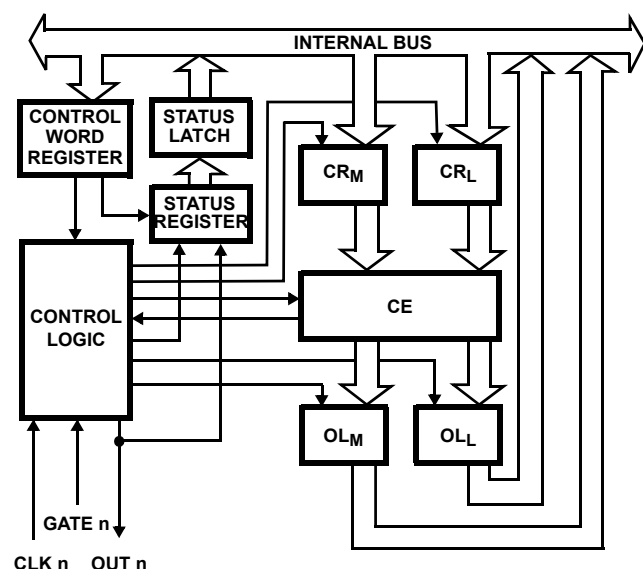 INTERNAL BUS
CONTROL
WORD
REGISTER
STATUS
LATCH
CRM
CRL
STATUS
REGISTER
CONTROL
LOGIC
CE
OLM
OLL
GATE n
CLK n OUT n